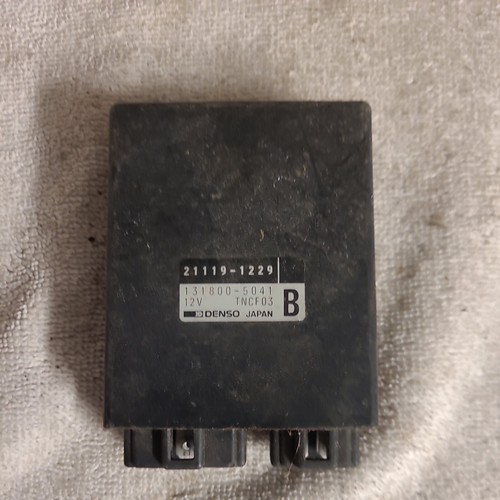 21119-1229
131800-5041
12V TNCF03
DENSO JAPAN B